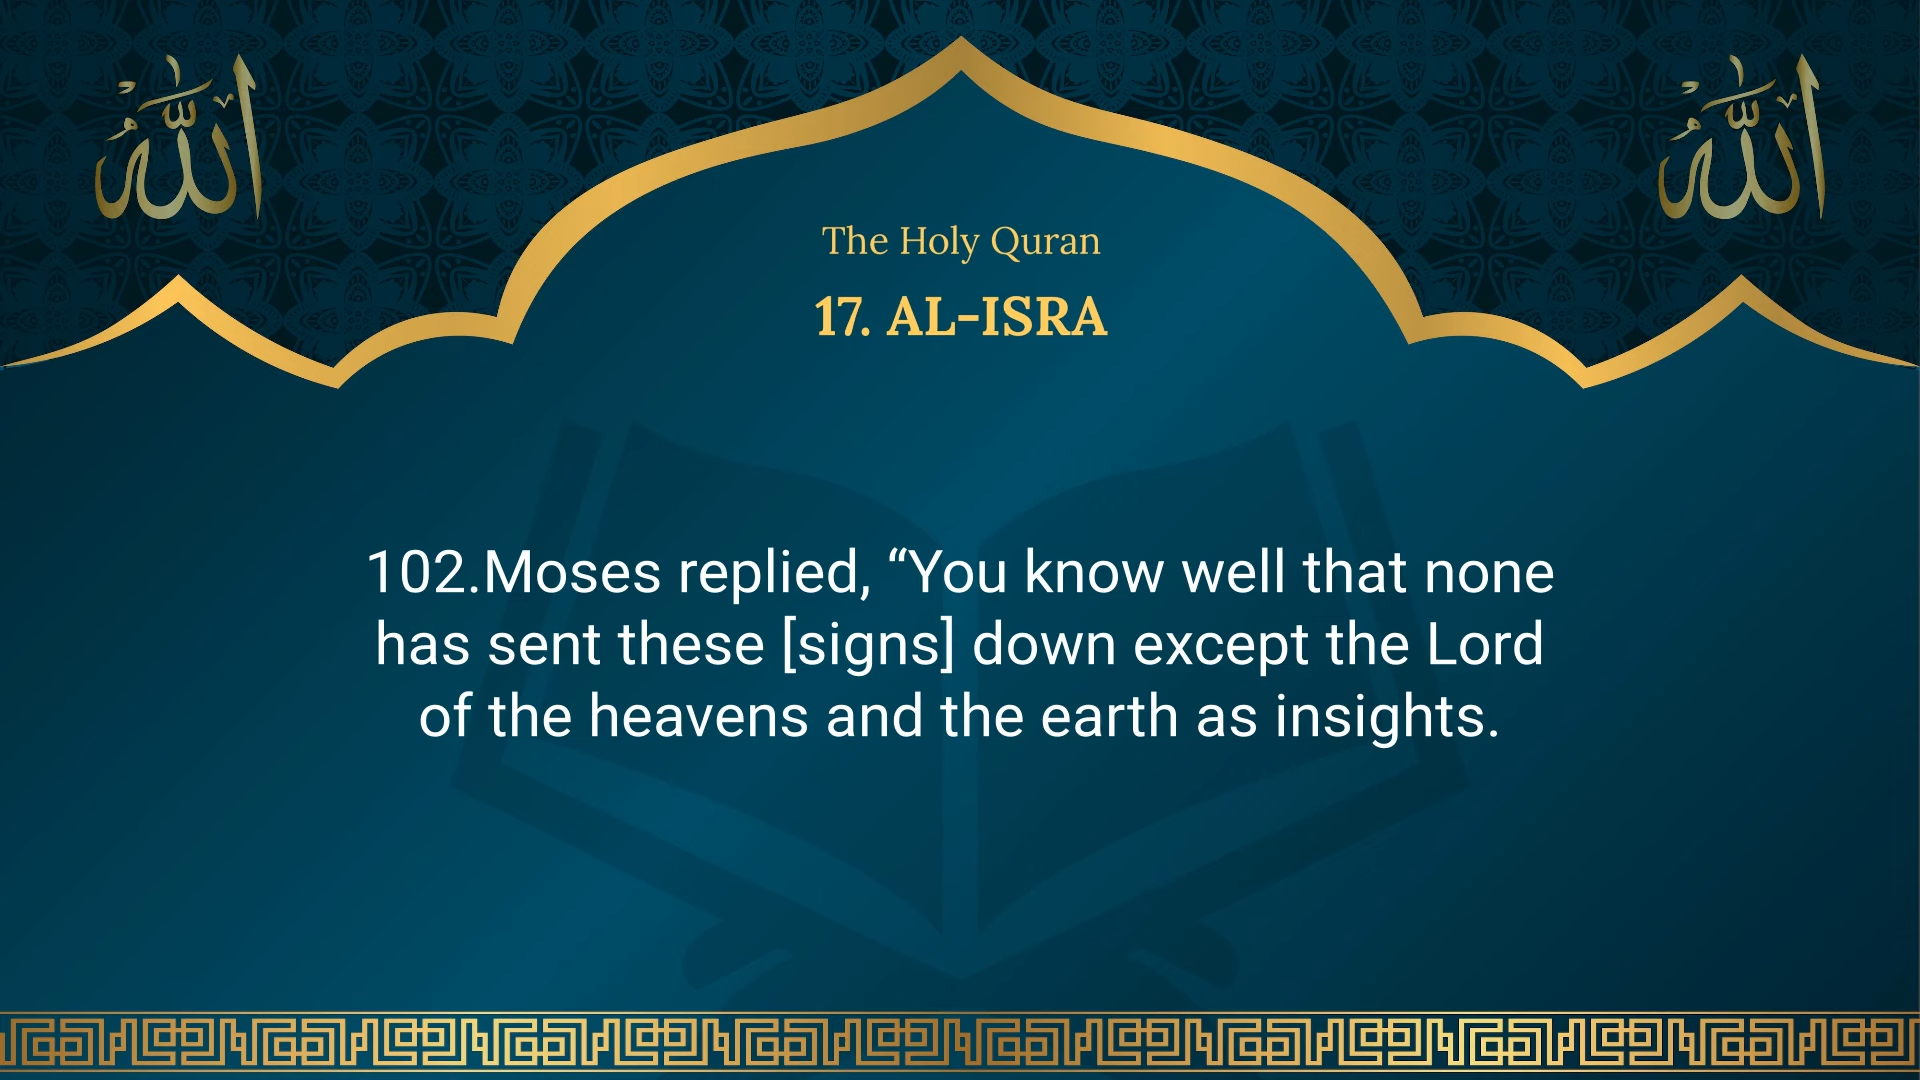 الله
الله
The Holy Quran
17. AL-ISRA
102.Moses replied, “You know well that none
has sent these [signs] down except the Lord
of the heavens and the earth as insights.